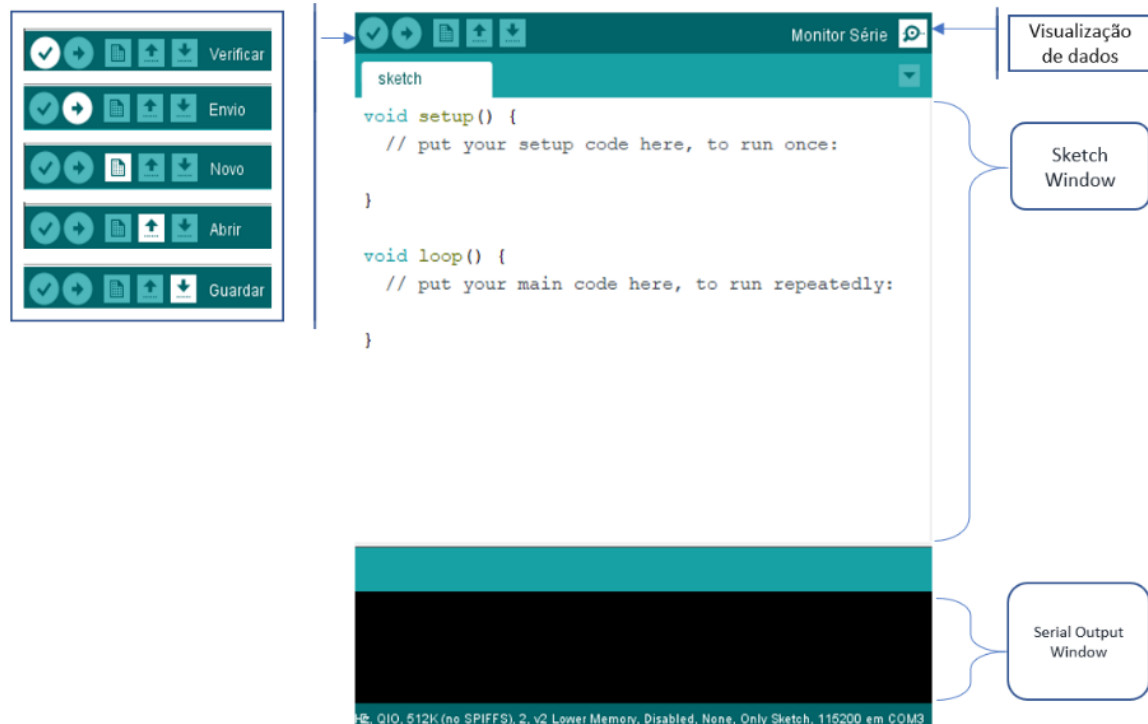 Verificar
Envio
Novo
Abrir
Guardar
Monitor Série
sketch
void setup() {
// put your setup code here, to run once:
}
void loop() {
// put your main code here, to run repeatedly:
}
Visualização
de dados
Sketch
Window
Serial Output
Window
QIO, 512K (no SPIFFS), 2, v2 Lower Memory, Disabled, None, Only Sketch, 115200 em COM3